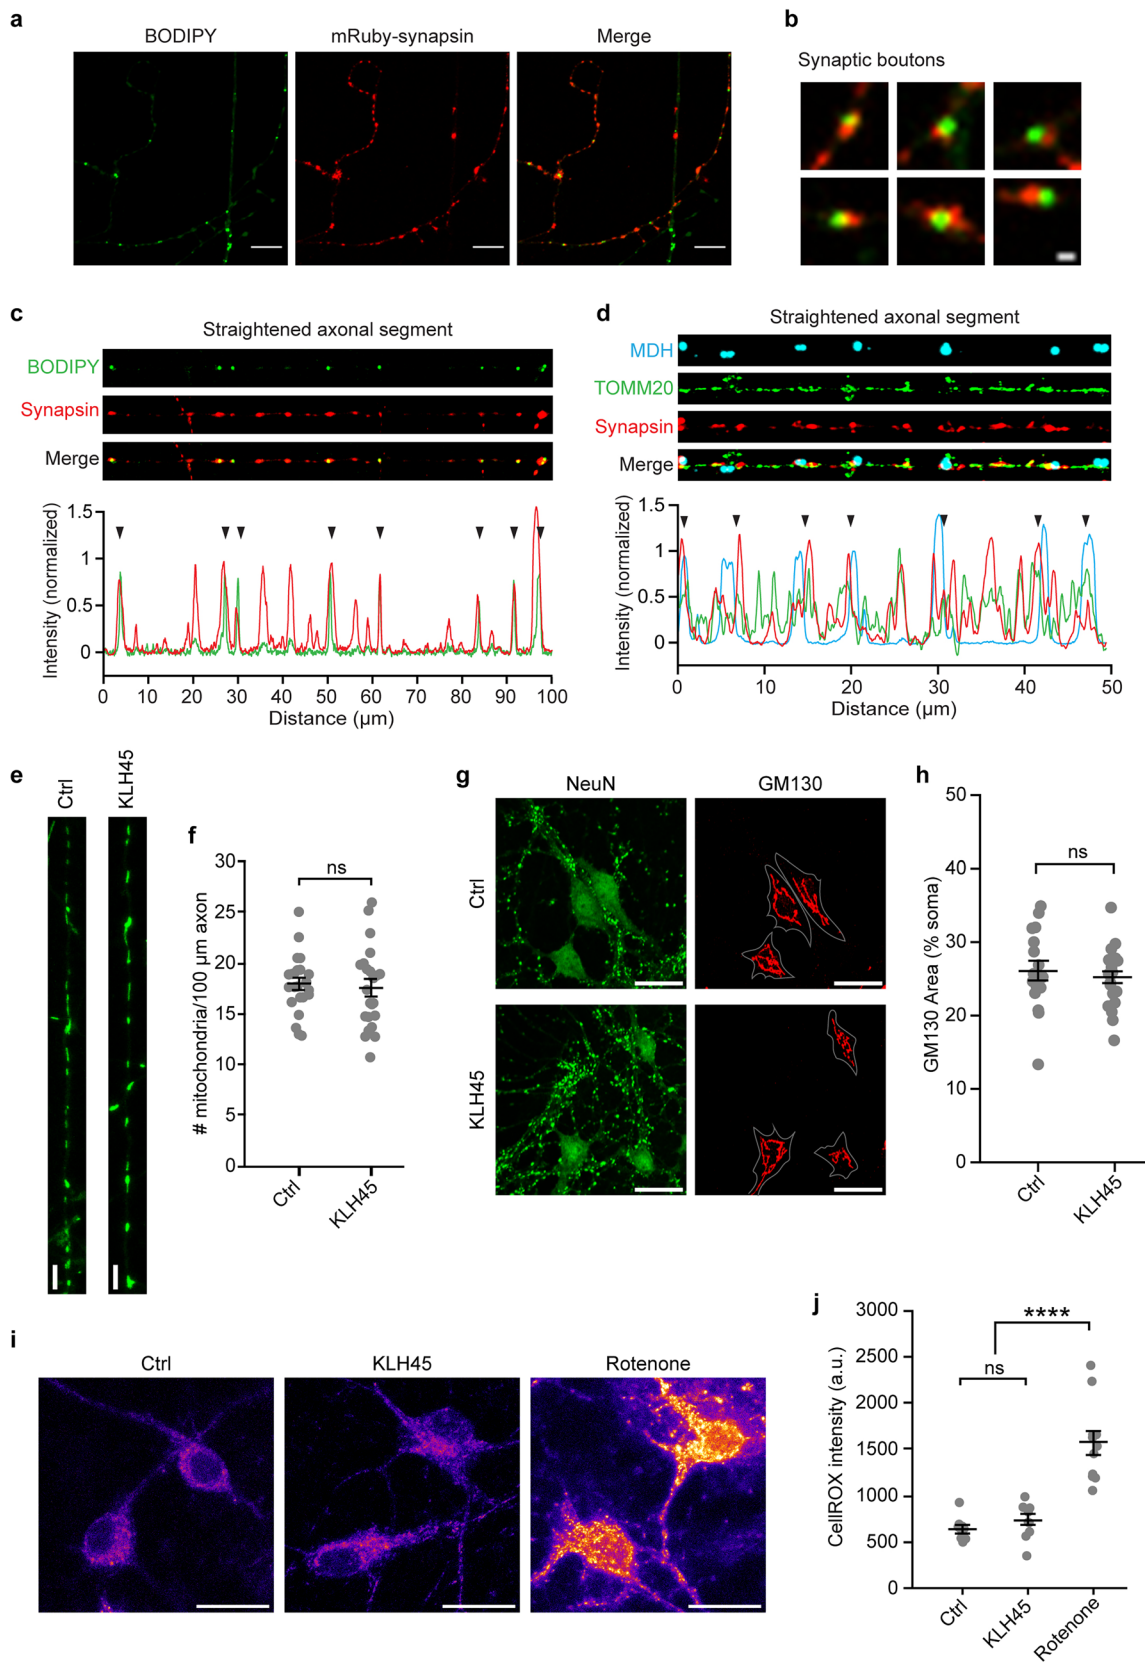 a
BODIPY
mRuby-synapsin
Merge
b
Synaptic boutons
c
Straightened axonal segment
BODIPY
Synapsin
Merge
Intensity (normalized)
1.5
1
0.5
0
0 10 20 30 40 50 60 70 80 90 100
Distance (µm)
d
Straightened axonal segment
MDH
TOMM20
Synapsin
Merge
Intensity (normalized)
1.5
1
0.5
0
0 10 20 30 40 50
Distance (µm)
e
Ctrl
KLH45
f
# mitochondria/100 µm axon
30
25
20
15
10
5
0
ns
Ctrl
KLH45
g
NeuN
GM130
Ctrl
KLH45
h
GM130 Area (% soma)
50
40
30
20
10
0
ns
Ctrl
KLH45
i
Ctrl
KLH45
Rotenone
j
CellROX intensity (a.u.)
3000
2500
2000
1500
1000
500
0
****
ns
Ctrl
KLH45
Rotenone